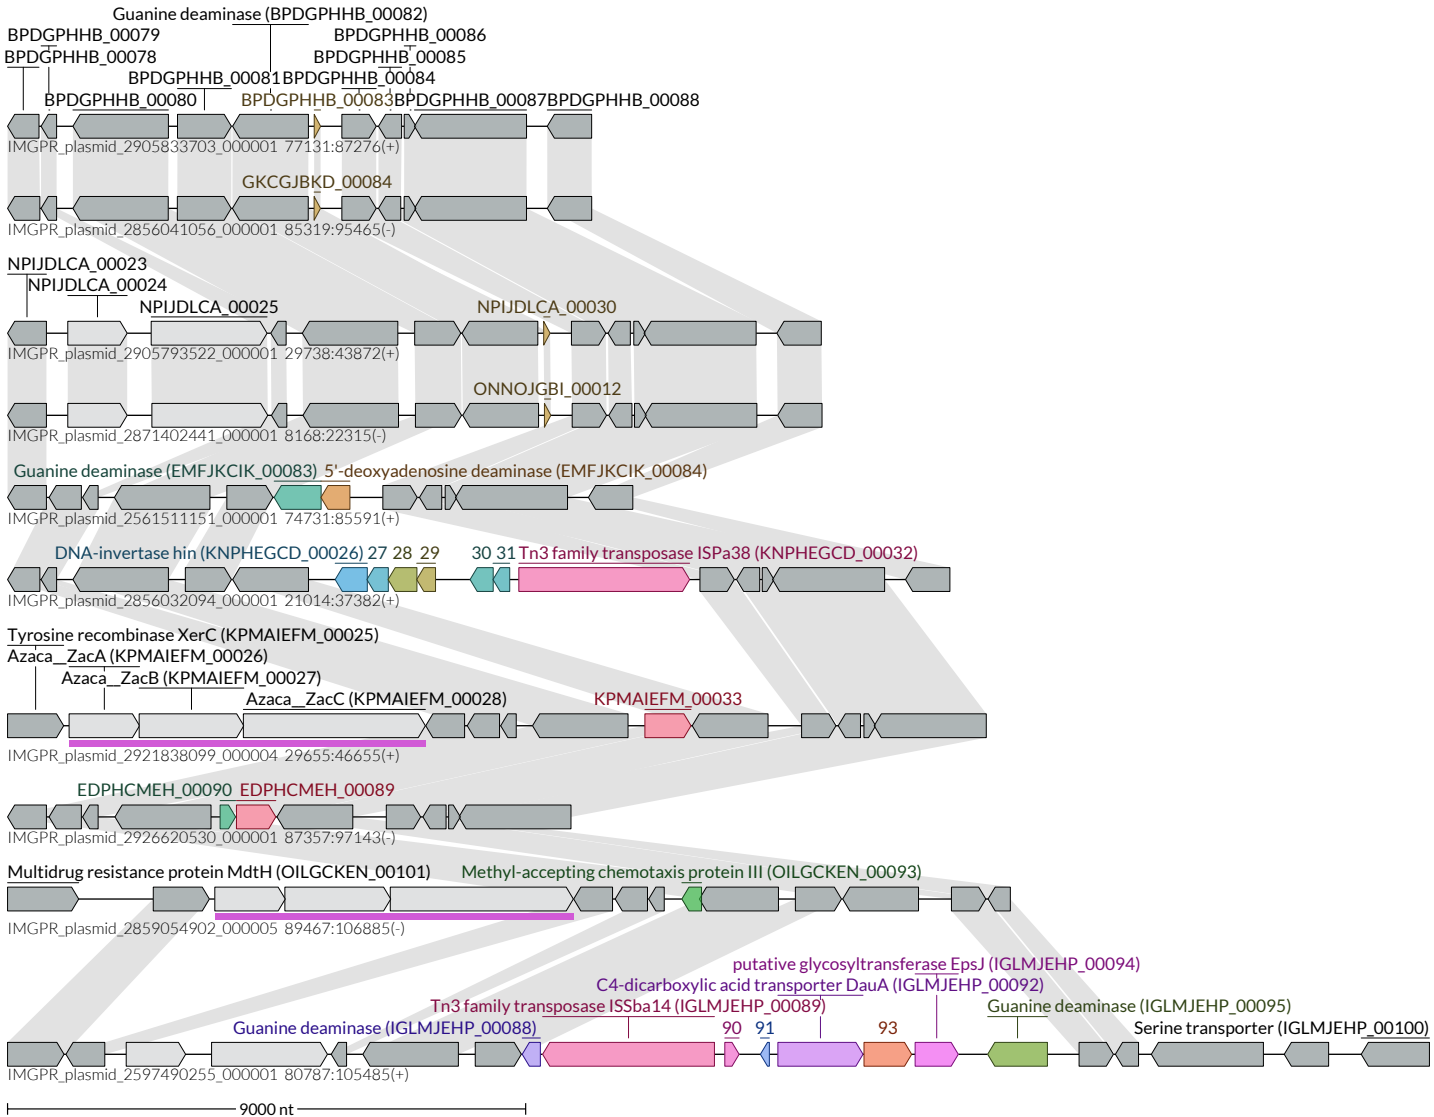 Guanine deaminase (BPDGPHHB_00082)
BPDGPHHB_00079 BPDGPHHB_00086
BPDGPHHB_00078 BPDGPHHB_00085
BPDGPHHB_00081 BPDGPHHB_00084
BPDGPHHB_00080 BPDGPHHB_00083 BPDGPHHB_00087 BPDGPHHB_00088
IMGPR_plasmid_2905833703_000001 77131:87276(+)
GKCGJBKD_00084
IMGPR_plasmid_2856041056_000001 85319:95465(-)
NPIJDLCA_00023
NPIJDLCA_00024
NPIJDLCA_00025 NPIJDLCA_00030
IMGPR_plasmid_2905793522_000001 29738:43872(+)
ONNOJGBI_00012
IMGPR_plasmid_2871402441_000001 8168:22315(-)
Guanine deaminase (EMFJKCIK_00083) 5'-deoxyadenosine deaminase (EMFJKCIK_00084)
IMGPR_plasmid_2561511151_000001 74731:85591(+)
DNA-invertase hin (KNPHEGCD_00026) 27 28 29 30 31 Tn3 family transposase ISPa38 (KNPHEGCD_00032)
IMGPR_plasmid_2856032094_000001 21014:37382(+)
Tyrosine recombinase XerC (KPMAIEFM_00025)
Azaca__ZacA (KPMAIEFM_00026)
Azaca__ZacB (KPMAIEFM_00027)
Azaca__ZacC (KPMAIEFM_00028) KPMAIEFM_00033
IMGPR_plasmid_2921838099_000004 29655:46655(+)
EDPHCMEH_00090 EDPHCMEH_00089
IMGPR_plasmid_2926620530_000001 87357:97143(-)
Multidrug resistance protein MdtH (OILGCKEN_00101) Methyl-accepting chemotaxis protein III (OILGCKEN_00093)
IMGPR_plasmid_2859054902_000005 89467:106885(-)
putative glycosyltransferase EpsJ (IGLMJEHP_00094)
C4-dicarboxylic acid transporter DauA (IGLMJEHP_00092)
Tn3 family transposase ISSba14 (IGLMJEHP_00089) Guanine deaminase (IGLMJEHP_00095)
Guanine deaminase (IGLMJEHP_00088) 90 91 93 Serine transporter (IGLMJEHP_00100)
IMGPR_plasmid_2597490255_000001 80787:105485(+)
9000 nt